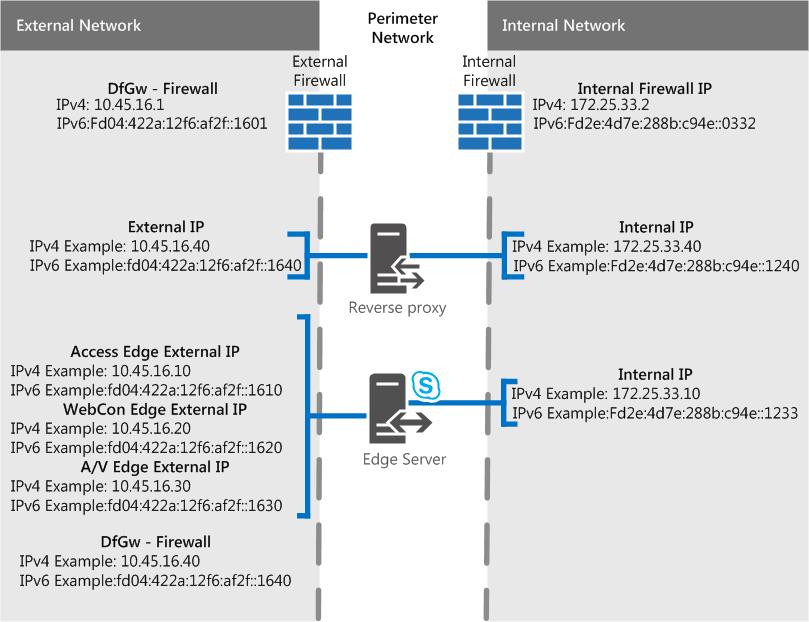 External Network
Perimeter
Network
Internal Network
External
Firewall
Internal
Firewall
DfGw - Firewall
IPv4: 10.45.16.1
IPv6:Fd04:422a:12f6:af2f::1601
Internal Firewall IP
IPv4: 172.25.33.2
IPv6:Fd2e:4d7e:288b:c94e::0332
External IP
IPv4 Example: 10.45.16.40
IPv6 Example:fd04:422a:12f6:af2f::1640
Internal IP
IPv4 Example: 172.25.33.40
IPv6 Example:Fd2e:4d7e:288b:c94e::1240
Reverse proxy
Access Edge External IP
IPv4 Example: 10.45.16.10
IPv6 Example:fd04:422a:12f6:af2f::1610
WebCon Edge External IP
IPv4 Example: 10.45.16.20
IPv6 Example:fd04:422a:12f6:af2f::1620
A/V Edge External IP
IPv4 Example: 10.45.16.30
IPv6 Example:fd04:422a:12f6:af2f::1630
S
Edge Server
Internal IP
IPv4 Example: 172.25.33.10
IPv6 Example:Fd2e:4d7e:288b:c94e::1233
DfGw - Firewall
IPv4 Example: 10.45.16.40
IPv6 Example:fd04:422a:12f6:af2f::1640